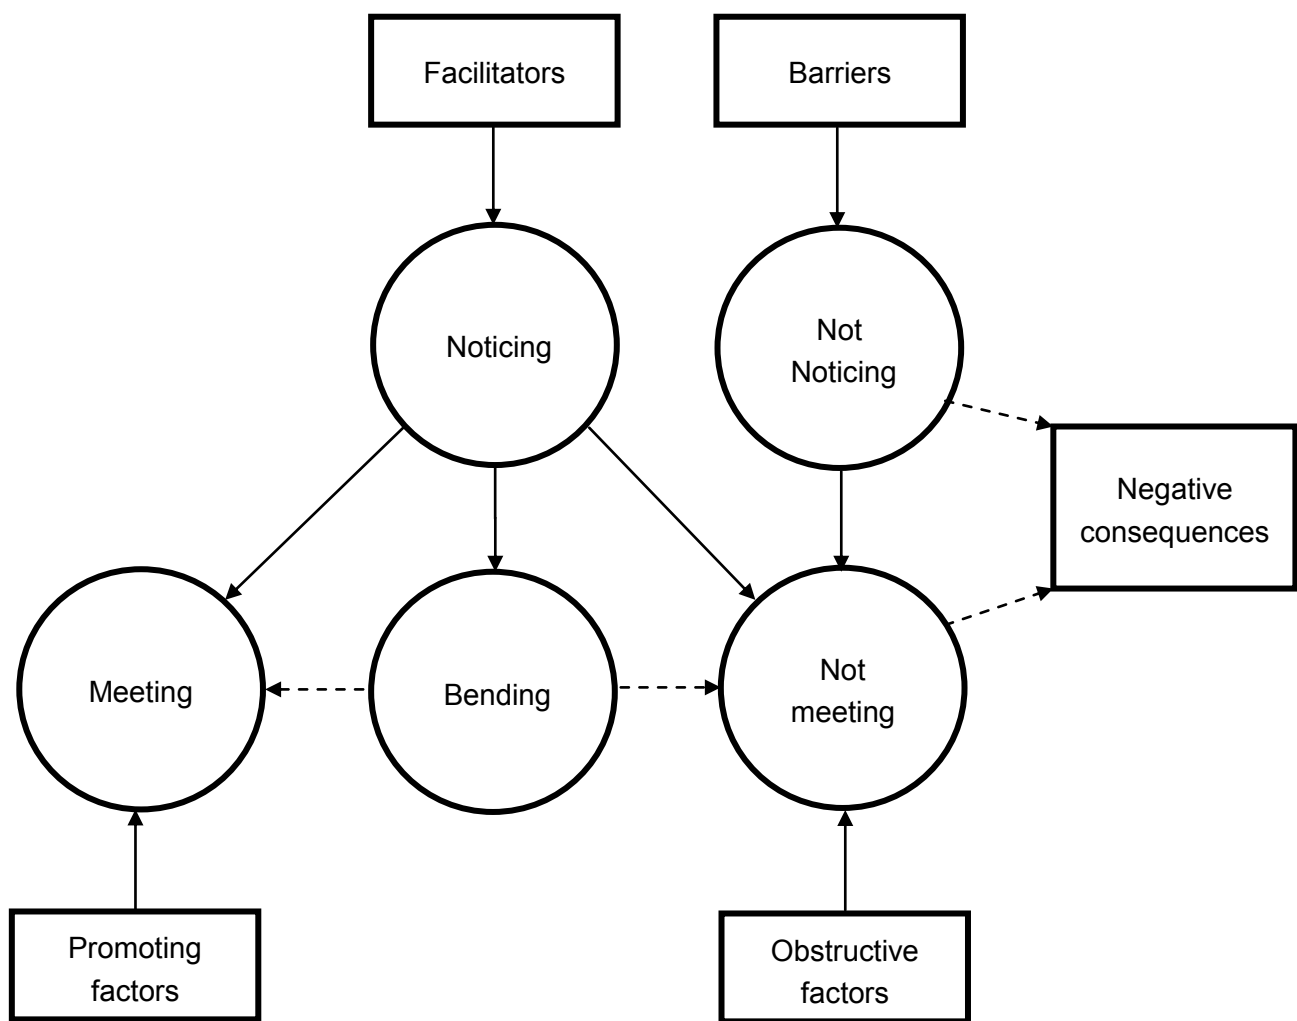 Facilitators
Barriers
Noticing
Not
Noticing
Negative
consequences
Meeting
Bending
Not
meeting
Promoting
factors
Obstructive
factors